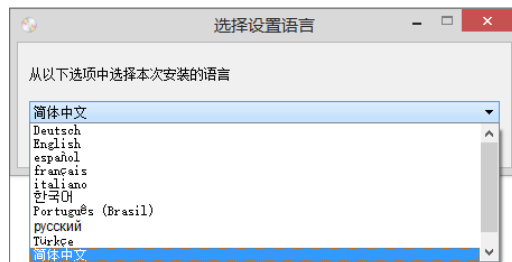 选择设置语言
从以下选项中选择本次安装的语言
简体中文
Deutsch
English
español
français
italiano
한국어
Português (Brasil)
русский
Türkçe
简体中文